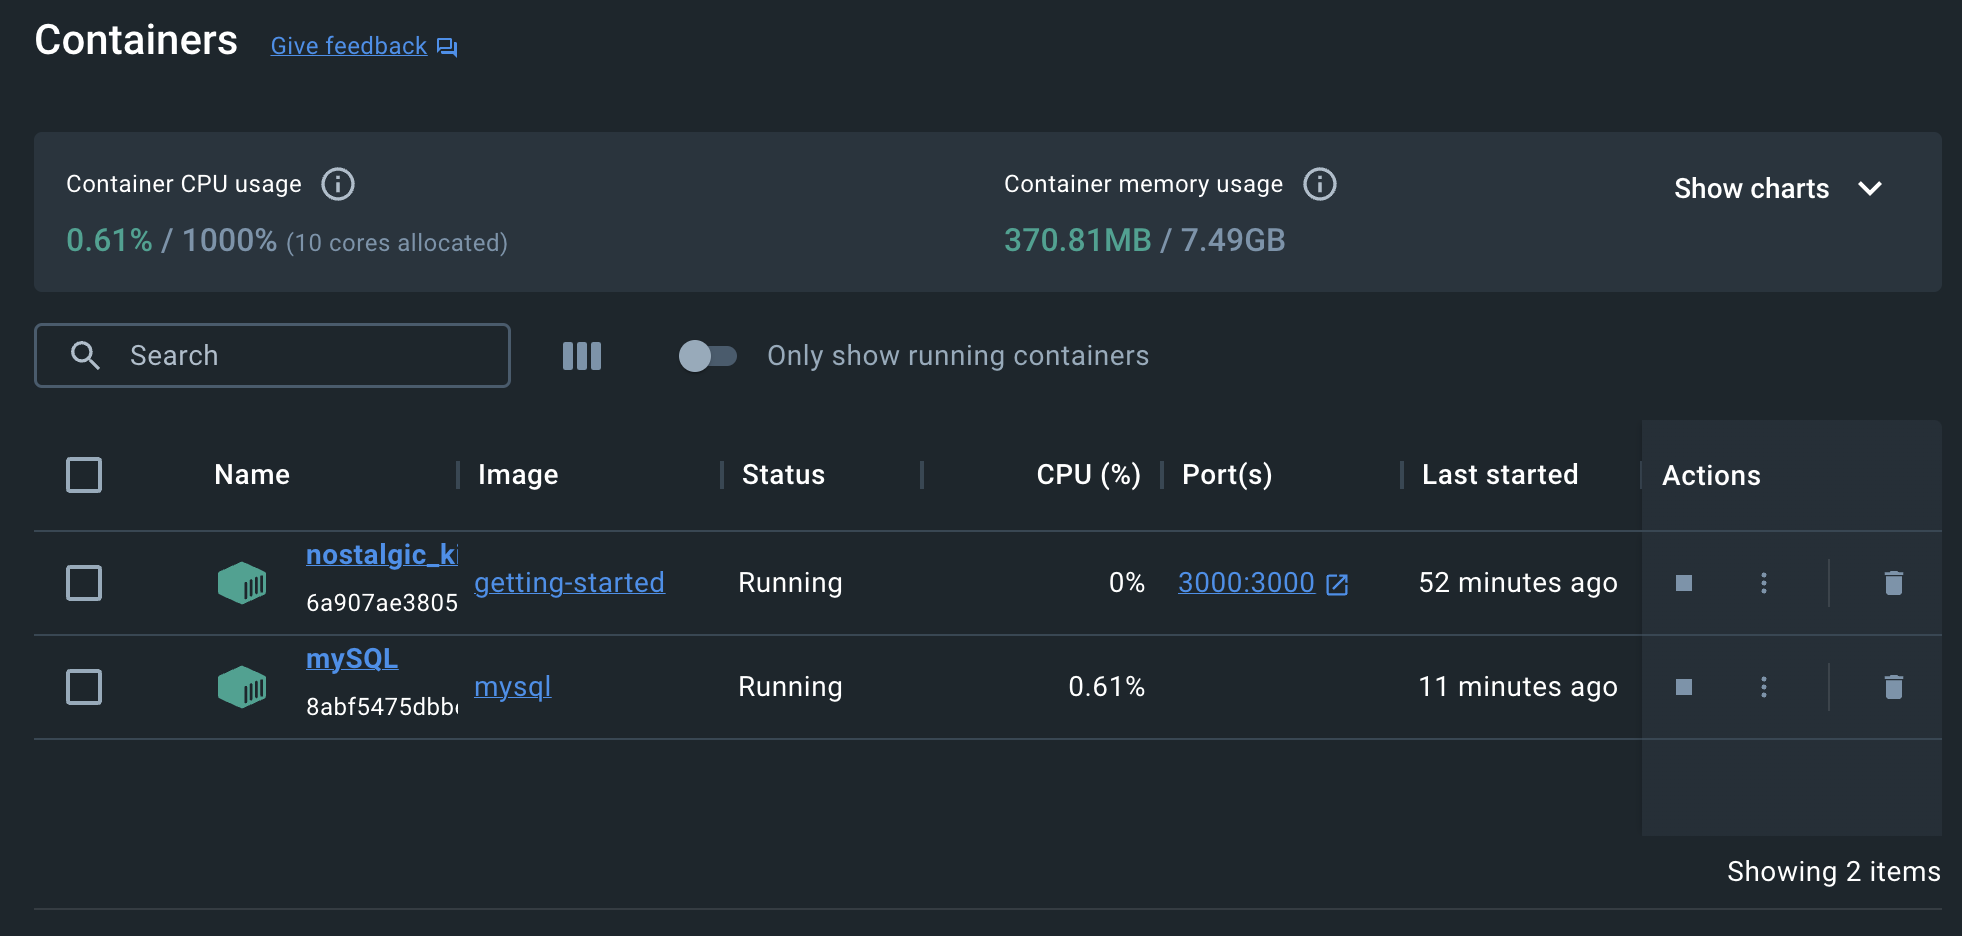 Containers Give feedback
Container CPU usage
0.61% / 1000% (10 cores allocated)
Container memory usage
370.81MB / 7.49GB
Show charts
Search
Only show running containers
Name Image Status CPU (%) Port(s) Last started Actions
nostalgic_ki
6a907ae3805
getting-started Running 0% 3000:3000 52 minutes ago
mySQL
8abf5475dbb
mysql Running 0.61% 11 minutes ago
Showing 2 items